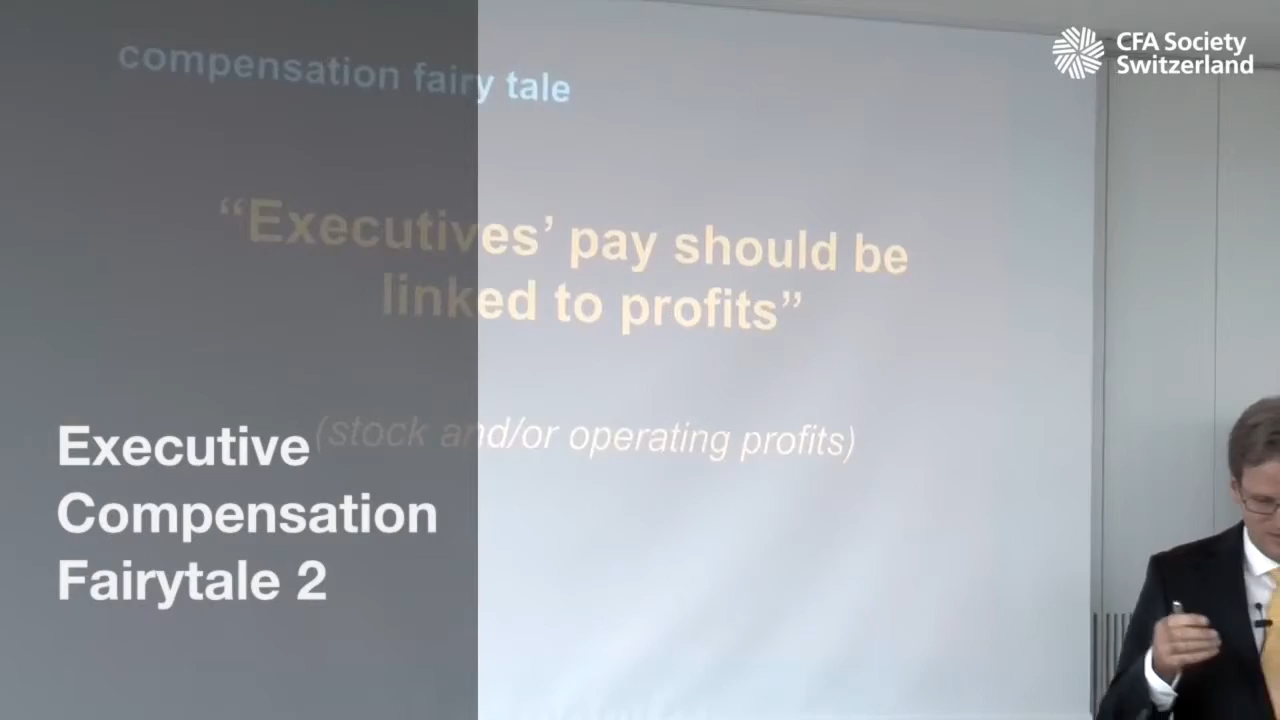 compensation fairy tale
“Executives’ pay should be
linked to profits”
(stock and/or operating profits)
Executive
Compensation
Fairytale 2
CFA Society
Switzerland